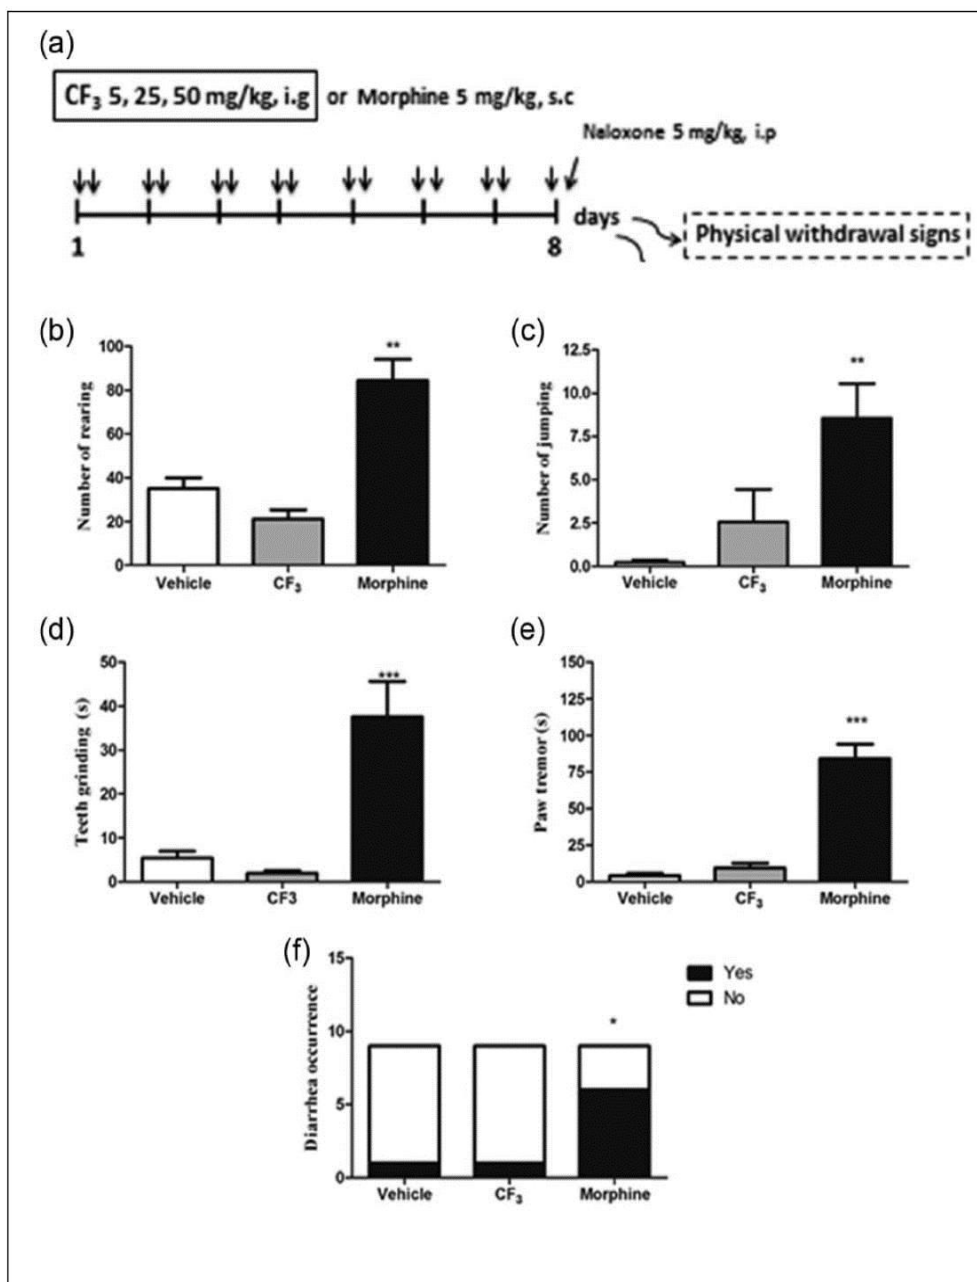 (a)
CF₃ 5, 25, 50 mg/kg, i.g or Morphine 5 mg/kg, s.c
Naloxone 5 mg/kg, i.p
1 8 days
Physical withdrawal signs
(b)
100
80
60
40
20
0
Number of rearing
**
Vehicle CF₃ Morphine
(c)
12.5
10.0
7.5
5.0
2.5
0.0
Number of jumping
**
Vehicle CF₃ Morphine
(d)
50
40
30
20
10
0
Teeth grinding (s)
***
Vehicle CF3 Morphine
(e)
150
125
100
75
50
25
0
Paw tremor (s)
***
Vehicle CF₃ Morphine
(f)
15
10
5
0
Diarrhea occurrence
Yes
No
*
Vehicle CF₃ Morphine